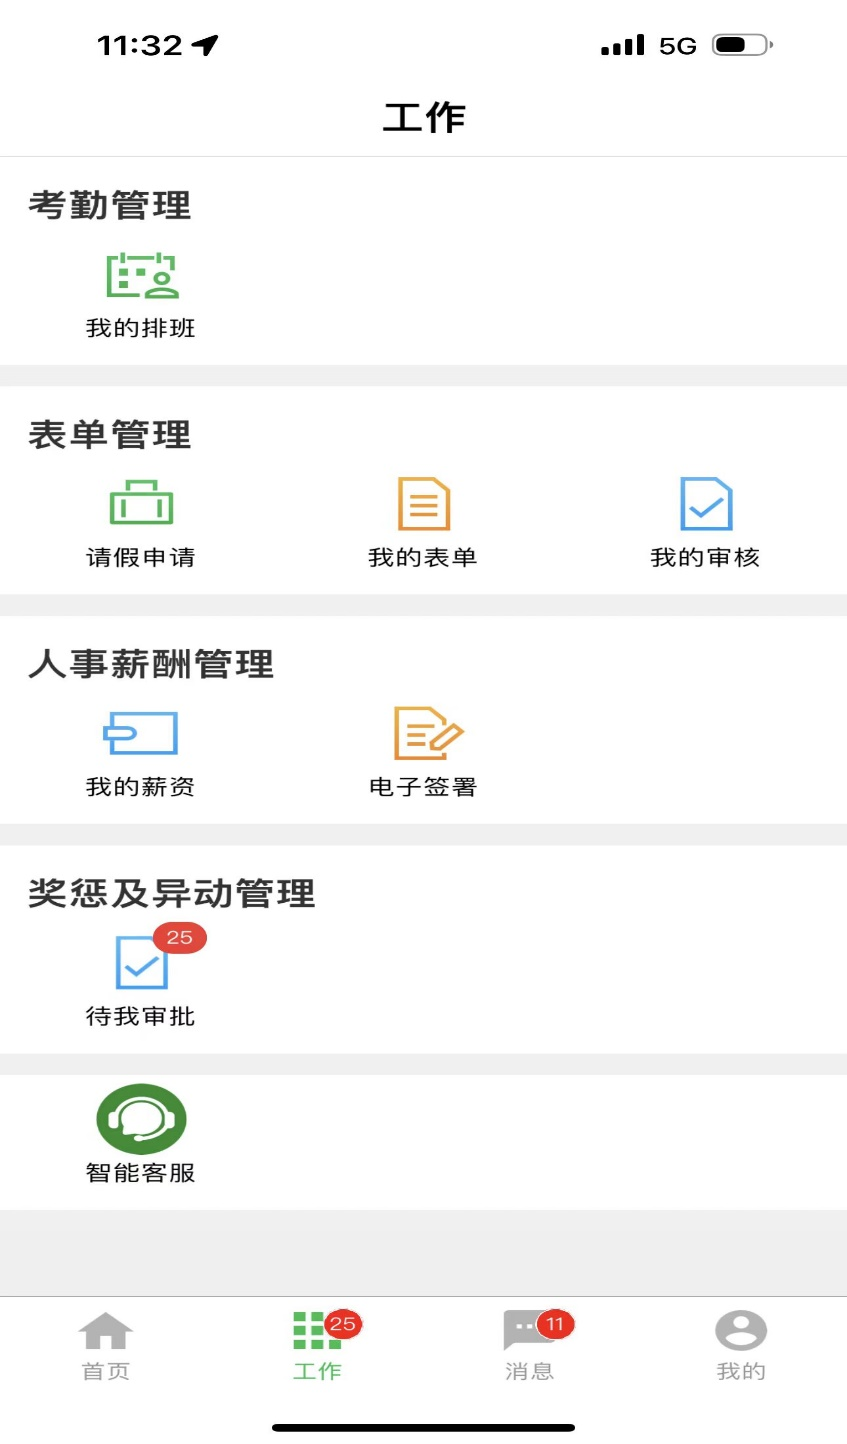 11:32 5G
工作
考勤管理
我的排班
表单管理
请假申请 我的表单 我的审核
人事薪酬管理
我的薪资 电子签署
奖惩及异动管理
25
待我审批
智能客服
25 11
首页 工作 消息 我的